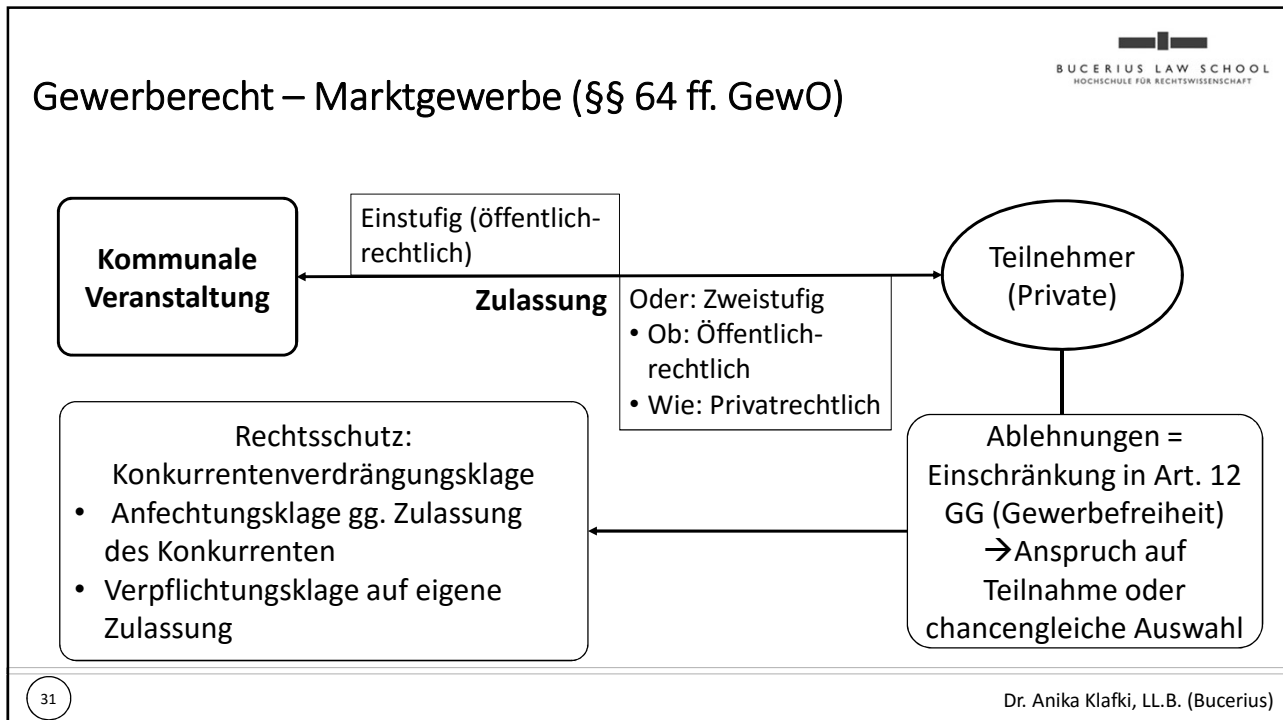 BUCERIUS LAW SCHOOL
HOCHSCHULE FÜR RECHTSWISSENSCHAFT
Gewerberecht – Marktgewerbe (§§ 64 ff. GewO)
Kommunale
Veranstaltung
Einstufig (öffentlich-
rechtlich)
Zulassung
Oder: Zweistufig
• Ob: Öffentlich-
rechtlich
• Wie: Privatrechtlich
Teilnehmer
(Private)
Rechtsschutz:
Konkurrentenverdrängungsklage
• Anfechtungsklage gg. Zulassung
des Konkurrenten
• Verpflichtungsklage auf eigene
Zulassung
Ablehnungen =
Einschränkung in Art. 12
GG (Gewerbefreiheit)
→Anspruch auf
Teilnahme oder
chancengleiche Auswahl
31
Dr. Anika Klafki, LL.B. (Bucerius)